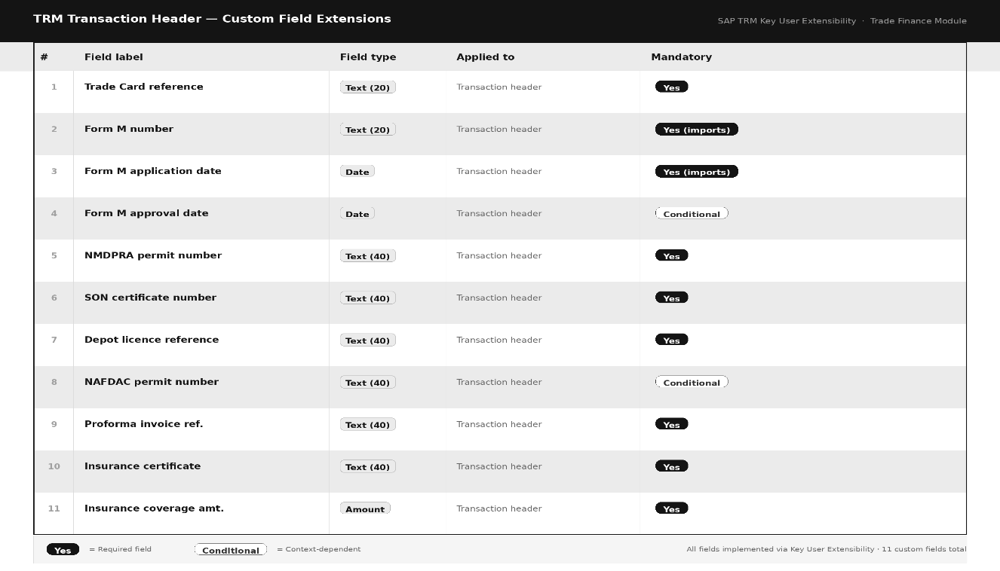 TRM Transaction Header — Custom Field Extensions
SAP TRM Key User Extensibility · Trade Finance Module
# Field label Field type Applied to Mandatory
1 Trade Card reference Text (20) Transaction header Yes
2 Form M number Text (20) Transaction header Yes (imports)
3 Form M application date Date Transaction header Yes (imports)
4 Form M approval date Date Transaction header Conditional
5 NMDPRA permit number Text (40) Transaction header Yes
6 SON certificate number Text (40) Transaction header Yes
7 Depot licence reference Text (40) Transaction header Yes
8 NAFDAC permit number Text (40) Transaction header Conditional
9 Proforma invoice ref. Text (40) Transaction header Yes
10 Insurance certificate Text (40) Transaction header Yes
11 Insurance coverage amt. Amount Transaction header Yes
Yes = Required field Conditional = Context-dependent All fields implemented via Key User Extensibility · 11 custom fields total